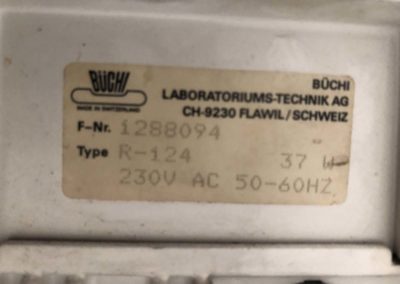 BÜCHI
MADE IN SWITZERLAND
BÜCHI
LABORATORIUMS-TECHNIK AG
CH-9230 FLAWIL/SCHWEIZ
F-Nr. 1288094
Type R-124 37 W
230V AC 50-60HZ